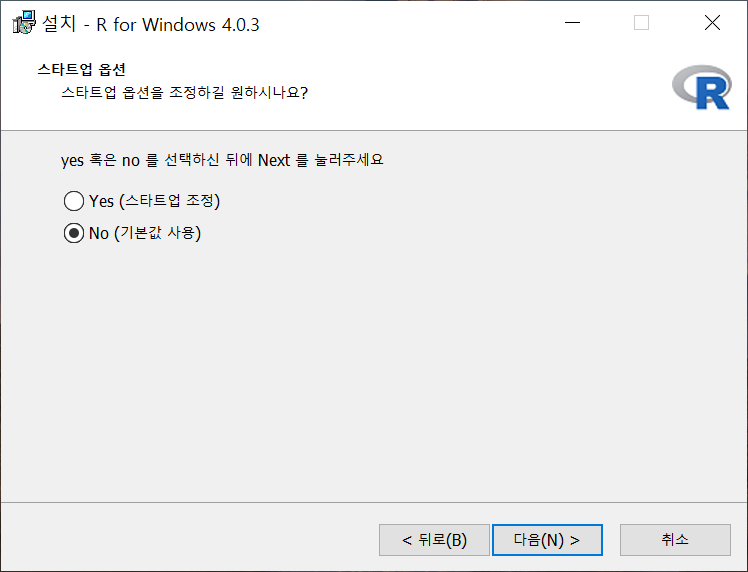 설치 - R for Windows 4.0.3
스타트업 옵션
스타트업 옵션을 조정하길 원하시나요?
R
yes 혹은 no 를 선택하신 뒤에 Next 를 눌러주세요
Yes (스타트업 조정)
No (기본값 사용)
< 뒤로(B)
다음(N) >
취소